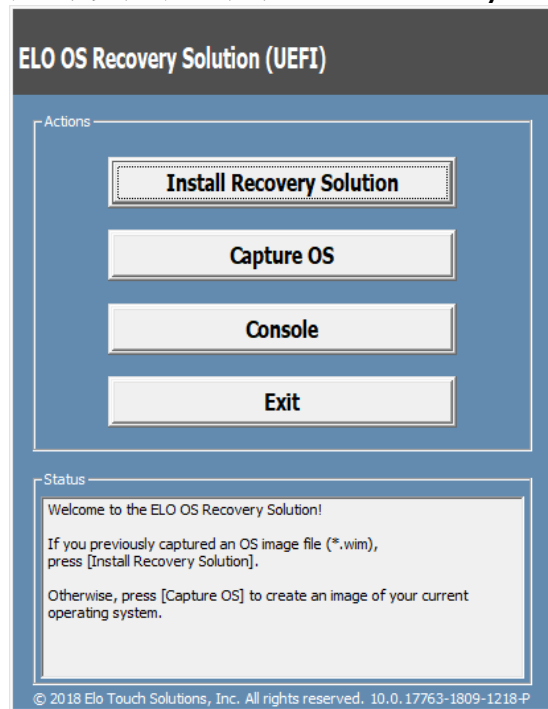 ELO OS Recovery Solution (UEFI)
Actions
Install Recovery Solution
Capture OS
Console
Exit
Status
Welcome to the ELO OS Recovery Solution!
If you previously captured an OS image file (*.wim),
press [Install Recovery Solution].
Otherwise, press [Capture OS] to create an image of your current
operating system.
© 2018 Elo Touch Solutions, Inc. All rights reserved. 10.0.17763-1809-1218-P